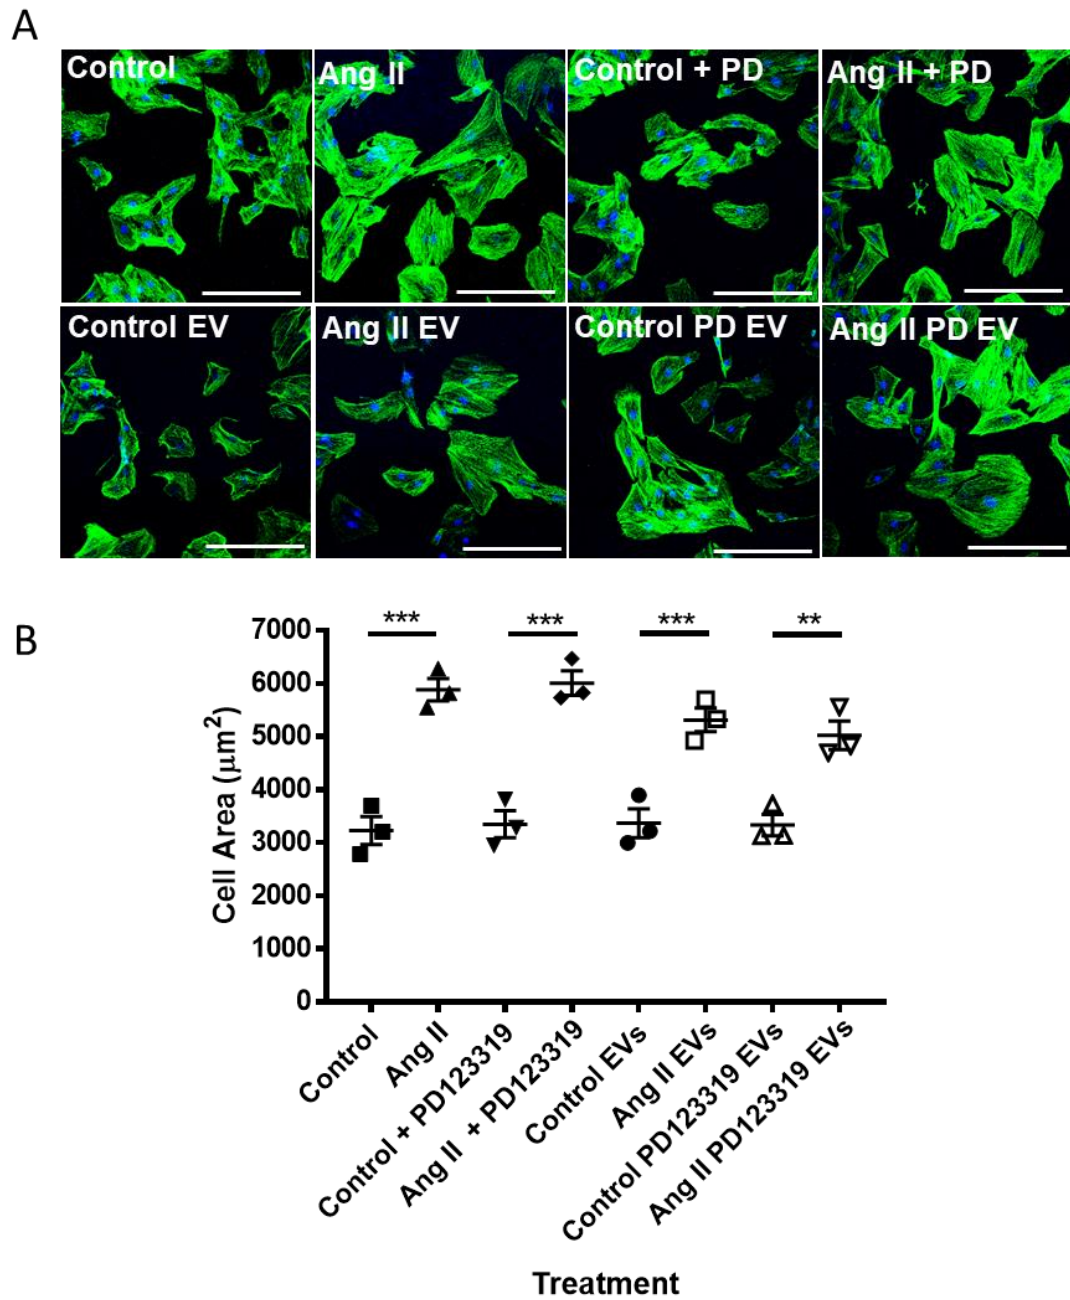 A
Control
Ang II
Control + PD
Ang II + PD
Control EV
Ang II EV
Control PD EV
Ang II PD EV
B
*** *** *** **
7000
6000
5000
4000
3000
2000
1000
0
Cell Area (μm²)
Control
Ang II
Control + PD123319
Ang II + PD123319
Control EVs
Ang II EVs
Control PD123319 EVs
Ang II PD123319 EVs
Treatment